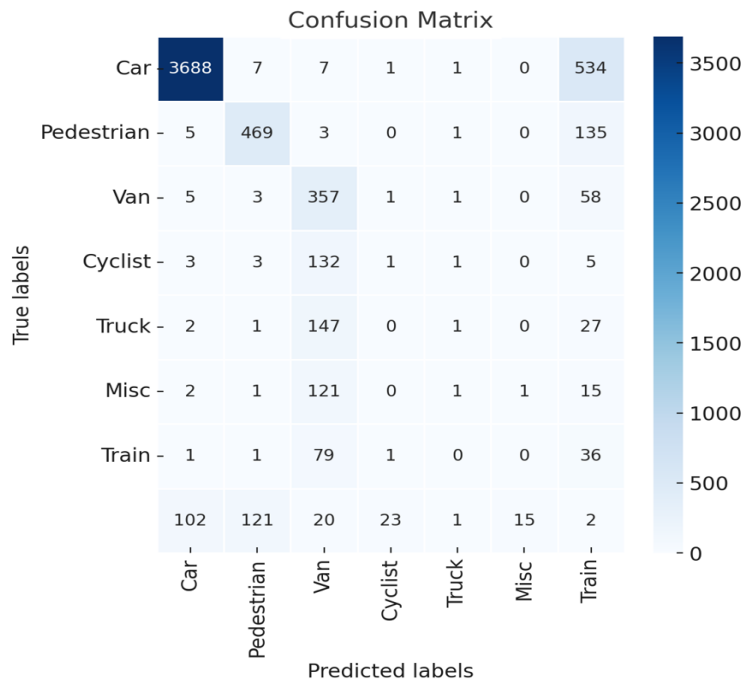 Confusion Matrix
Car 3688 7 7 1 1 0 534
Pedestrian 5 469 3 0 1 135
Van 5 3 357 1 1 0 58
Cyclist 3 3 132 1 1 0 5
Truck 2 1 147 0 1 0 27
Misc 2 1 121 0 1 1 15
Train 1 1 79 1 0 0 36
102 121 20 23 1 15 2
Car Pedestrian Van Cyclist Truck Misc Train
Predicted labels
True labels
3500
3000
2500
2000
1500
1000
500
0